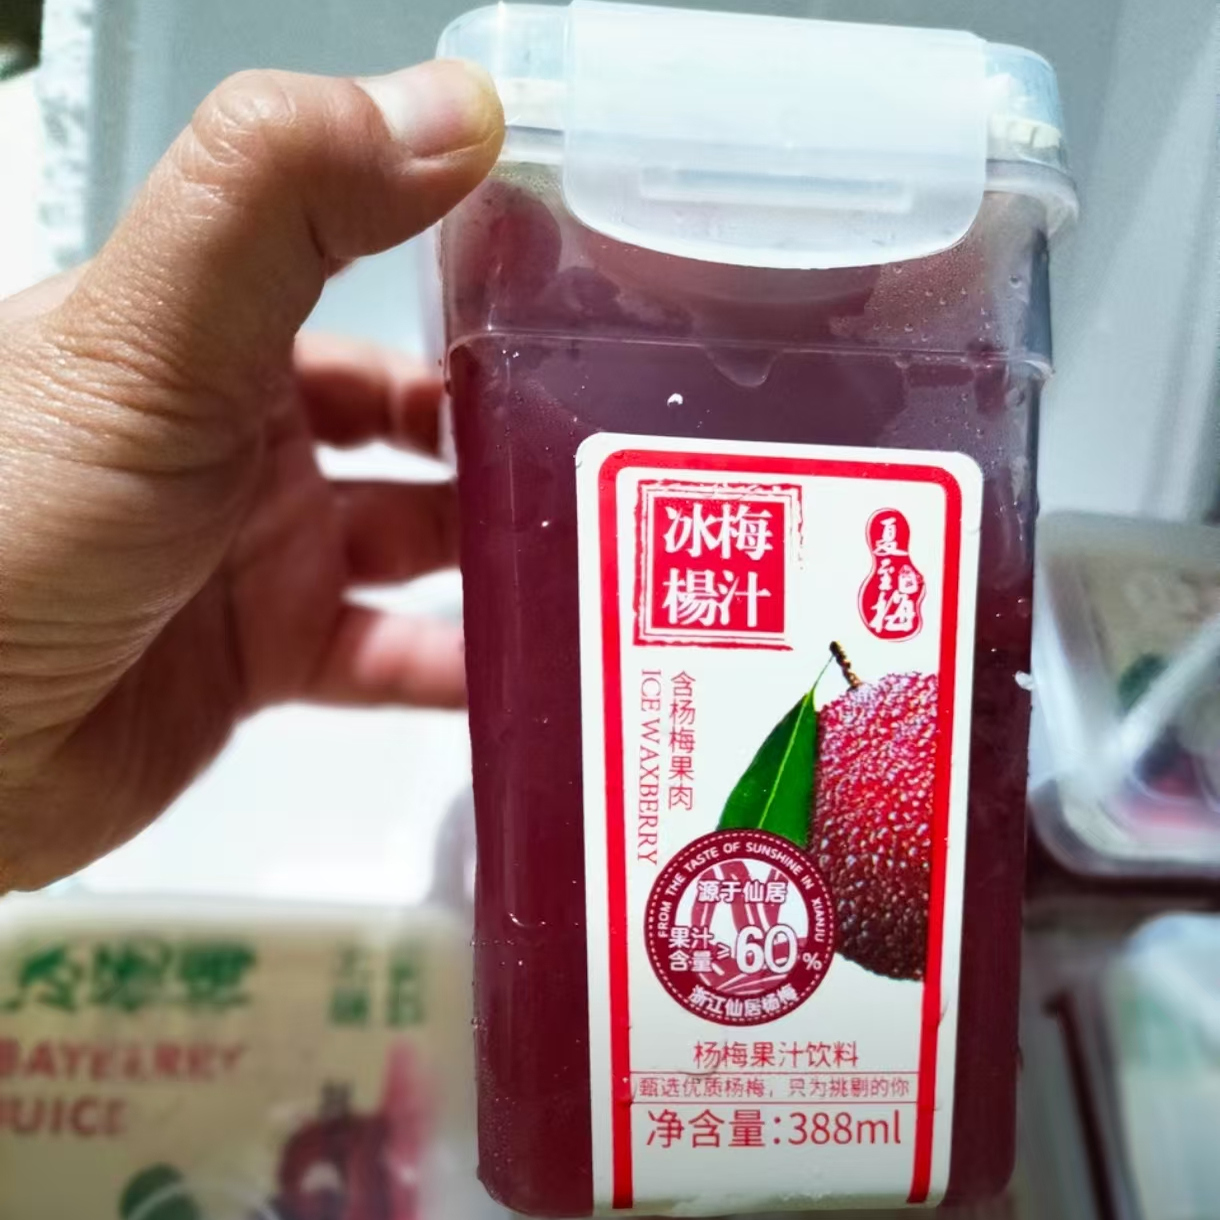 冰梅
楊汁
夏至梅
含杨梅果肉
ICE WAXBERRY
FROM THE TASTE OF SUNSHINE IN XIANJU
源于仙居
果汁
含量≥60%
浙江仙居杨梅
杨梅果汁饮料
甄选优质杨梅，只为挑剔的你
净含量:388ml
BAYBERRY
JUICE